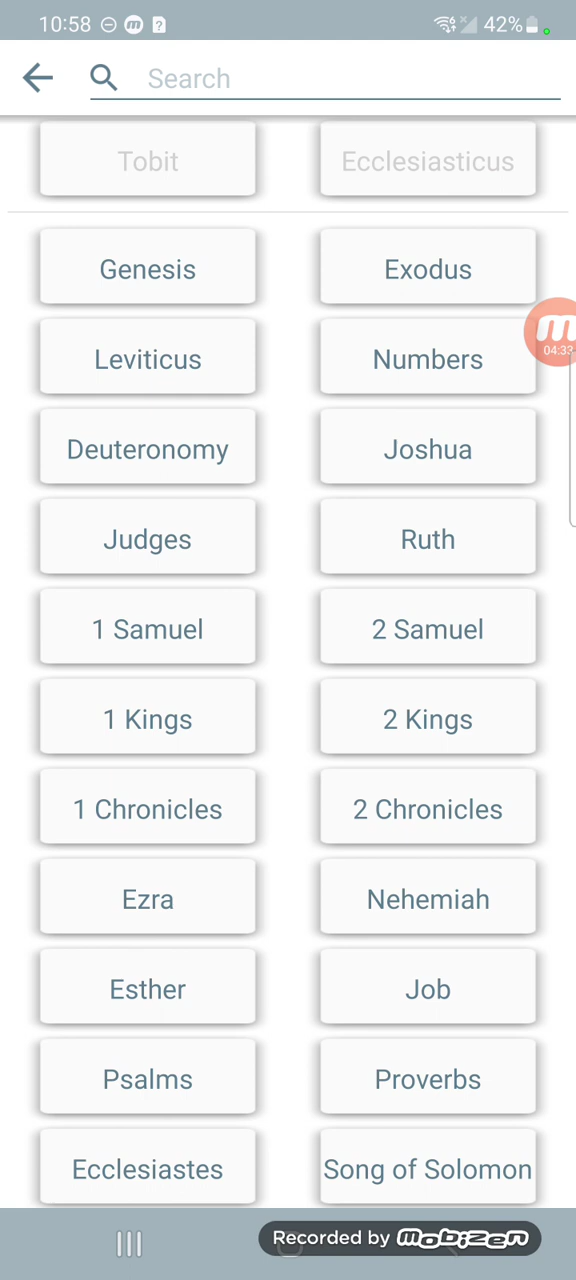 10:58 42%
Search
Tobit Ecclesiasticus
Genesis Exodus
Leviticus Numbers
04:33
Deuteronomy Joshua
Judges Ruth
1 Samuel 2 Samuel
1 Kings 2 Kings
1 Chronicles 2 Chronicles
Ezra Nehemiah
Esther Job
Psalms Proverbs
Ecclesiastes Song of Solomon
Recorded by mobizen